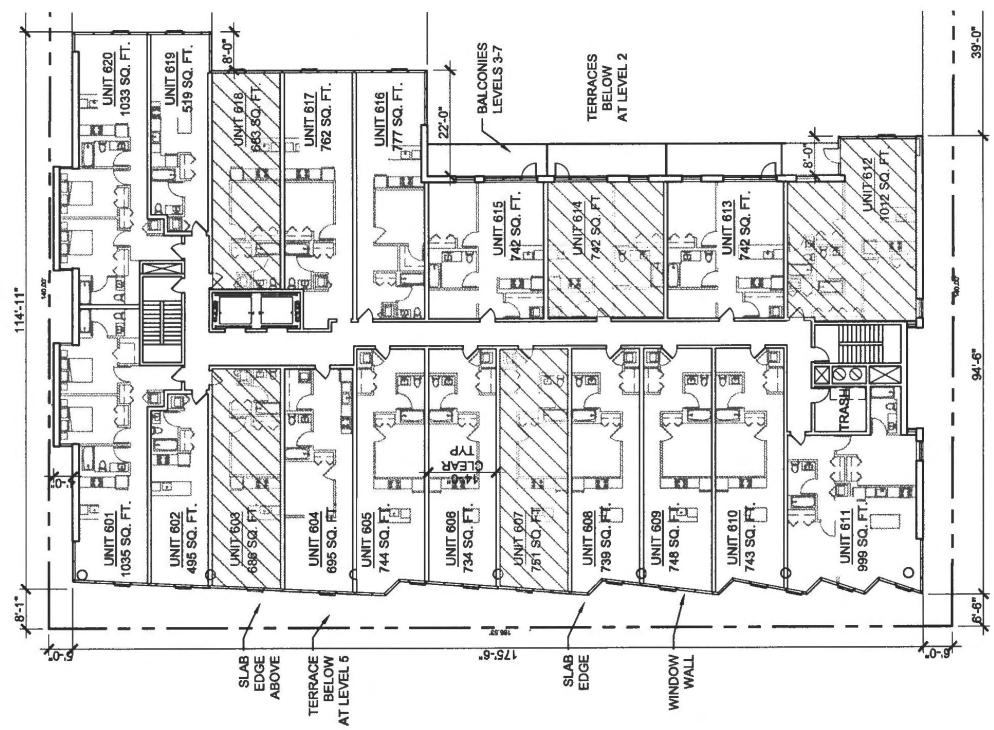 114'-11"
8'-1"
8'-0"
39'-0"
94'-6"
6'-6"
UNIT 620
1033 SQ. FT.
UNIT 619
519 SQ. FT.
UNIT 618
663 SQ. FT.
UNIT 617
762 SQ. FT.
UNIT 616
777 SQ. FT.
22'-0"
BALCONIES
LEVELS 3-7
TERRACES
BELOW
AT LEVEL 2
UNIT 615
742 SQ. FT.
UNIT 614
742 SQ. FT.
UNIT 613
742 SQ. FT.
8'-0"
UNIT 612
1012 SQ. FT.
UNIT 601
1035 SQ. FT.
UNIT 602
495 SQ. FT.
UNIT 603
686 SQ. FT.
UNIT 604
695 SQ. FT.
UNIT 605
744 SQ. FT.
UNIT 606
734 SQ. FT.
CLEAR
TYP
UNIT 607
751 SQ. FT.
UNIT 608
739 SQ. FT.
UNIT 609
748 SQ. FT.
UNIT 610
743 SQ. FT.
UNIT 611
999 SQ. FT.
TRASH
6'-0"
6'-0"
175'-6"
186.53'
6'-0"
SLAB
EDGE
ABOVE
TERRACE
BELOW
AT LEVEL 5
SLAB
EDGE
WINDOW
WALL